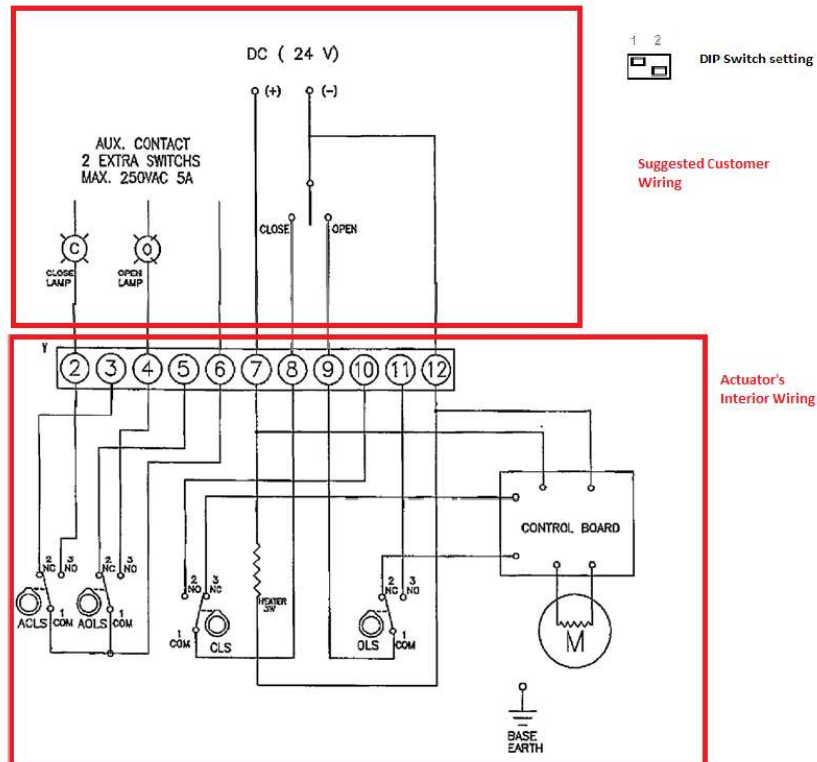 DC ( 24 V)
(+) (-)
1 2
DIP Switch setting
AUX. CONTACT
2 EXTRA SWITCHS
MAX. 250VAC 5A
Suggested Customer
Wiring
CLOSE OPEN
C O
CLOSE
LAMP
OPEN
LAMP
Y
2 3 4 5 6 7 8 9 10 11 12
Actuator's
Interior Wiring
CONTROL BOARD
2
NC
3
NO
2
NC
3
NO
2
NO
3
NC
HEATER
5W
2
NC
3
NO
ACLS
1
COM
AOLS
1
COM
1
COM
CLS
OLS
1
COM
M
BASE
EARTH